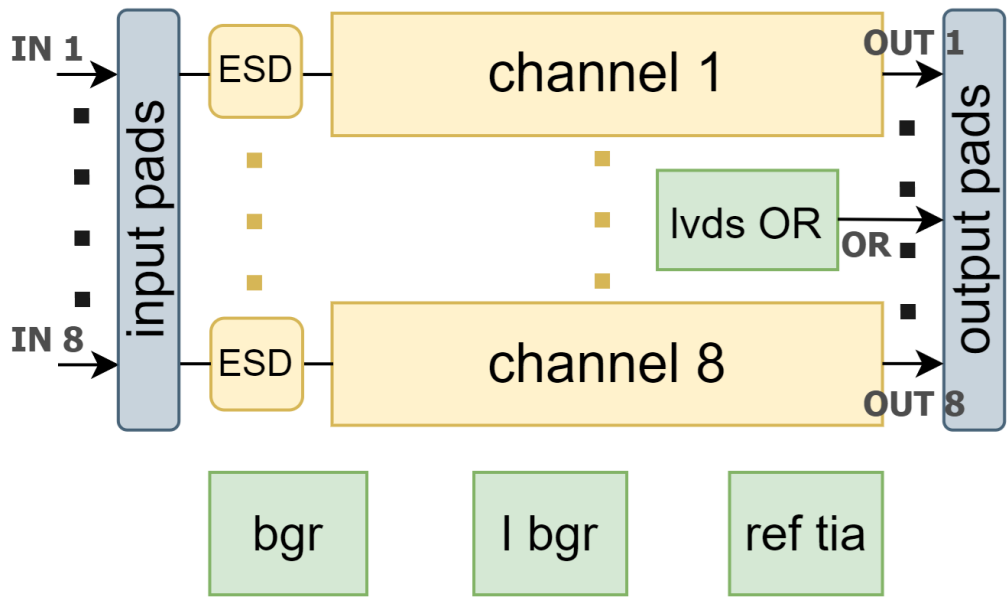 IN 1
ESD
channel 1
OUT 1
input pads
lvds OR
OR
output pads
IN 8
ESD
channel 8
OUT 8
bgr
I bgr
ref tia